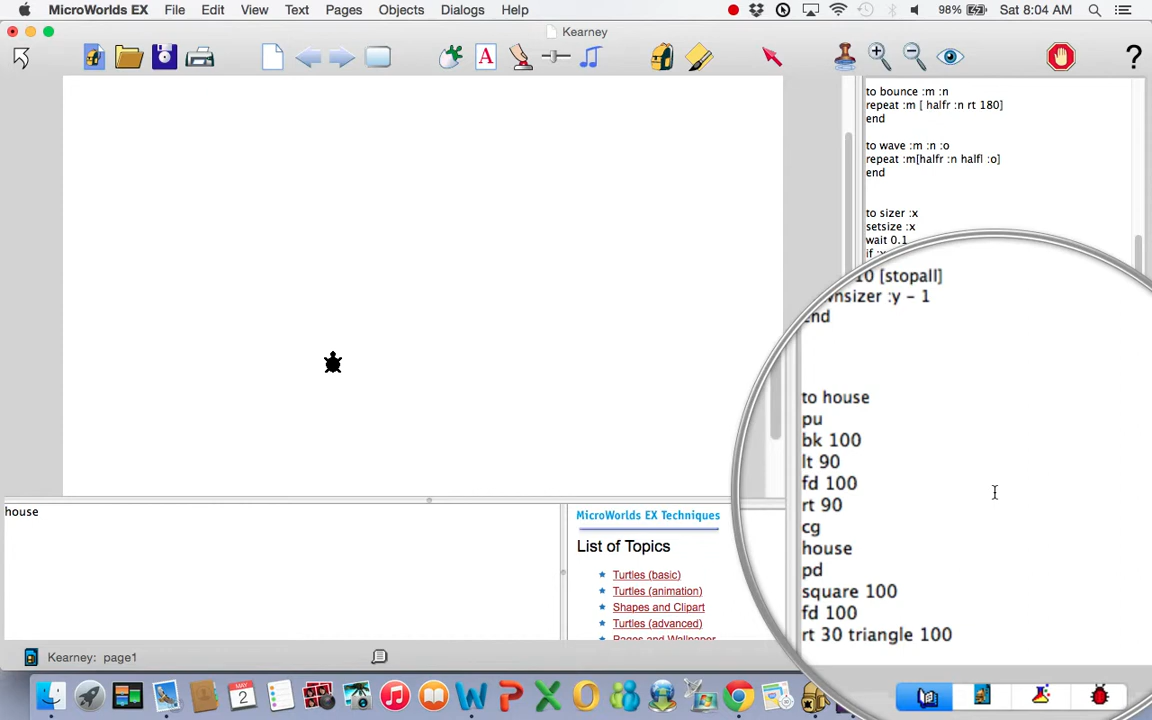 MicroWorlds EX File Edit View Text Pages Objects Dialogs Help 98% Sat 8:04 AM
Kearney
A
?
to bounce :m :n
repeat :m [ halfr :n rt 180]
end
to wave :m :n :o
repeat :m[halfr :n halfl :o]
end
to sizer :x
setsize :x
wait 0.1
10 [stopall]
:y - 1
end
to house
pu
bk 100
lt 90
fd 100
rt 90
cg
house
pd
square 100
fd 100
rt 30 triangle 100
house
MicroWorlds EX Techniques
List of Topics
Turtles (basic)
Turtles (animation)
Shapes and Clipart
Turtles (advanced)
Pages and Wallpaper
Kearney: page1
2